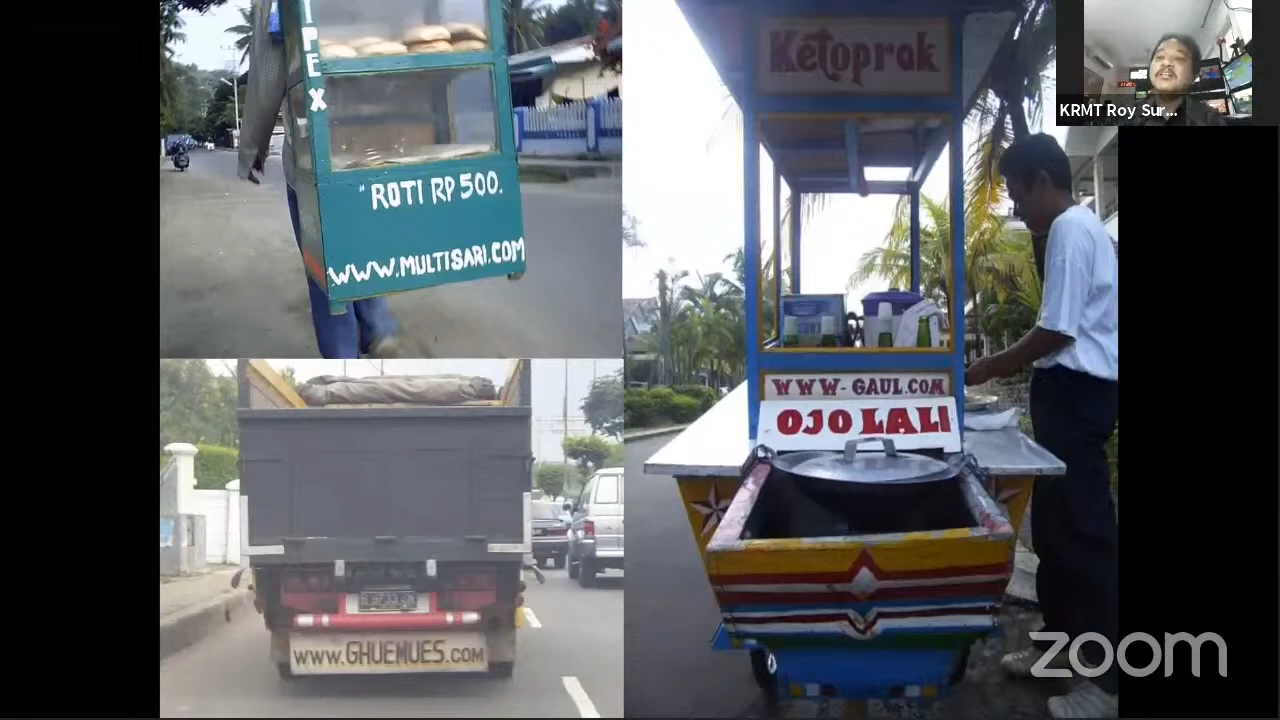 IPEX
"ROTI RP 500.
WWW.MULTISARI.COM
WWW.GHUEMUES.COM
Ketoprak
WWW-GAUL.COM
OJO LALI
KRMT Roy Sur...
zoom